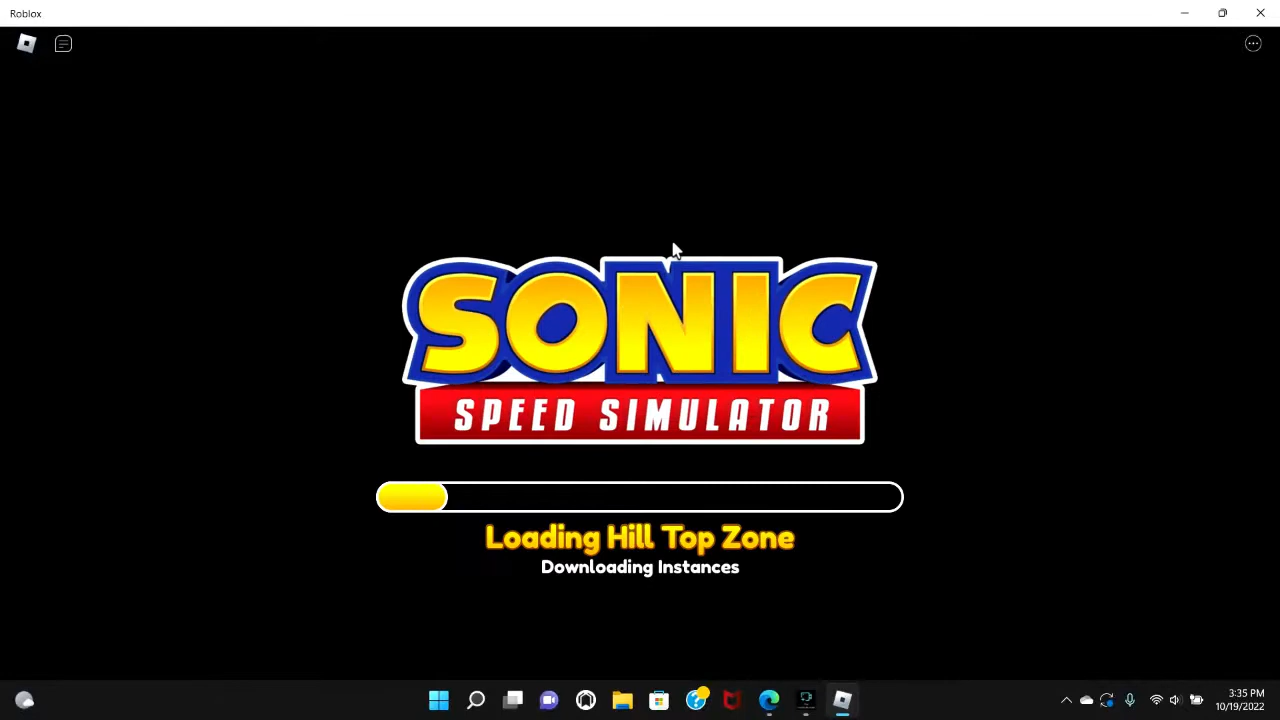 Roblox
SONIC
SPEED SIMULATOR
Loading Hill Top Zone
Downloading Instances
3:35 PM
10/19/2022